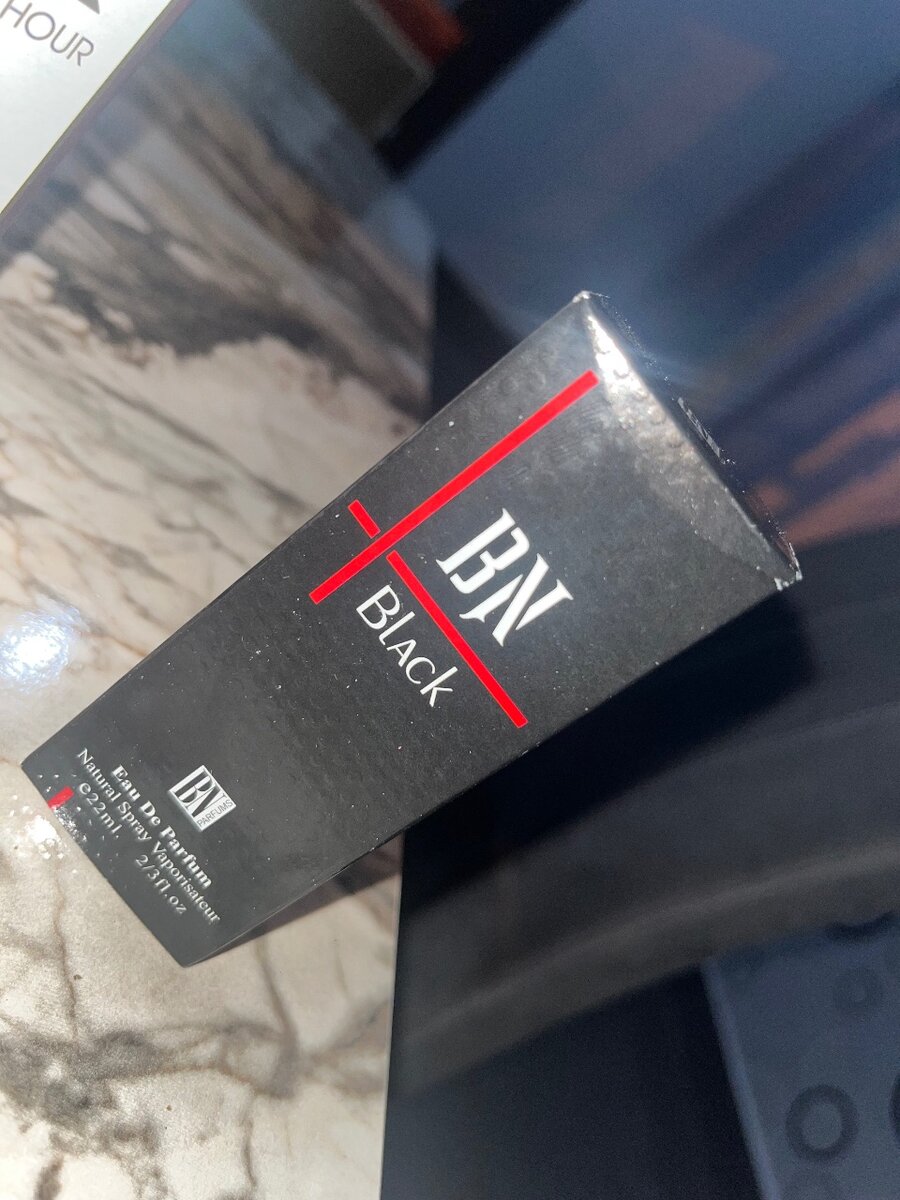 HOUR
BN
Black
BN
PARFUMS
Eau De Parfum
Natural Spray Vaporisateur
e22ml 2/3fl.oz